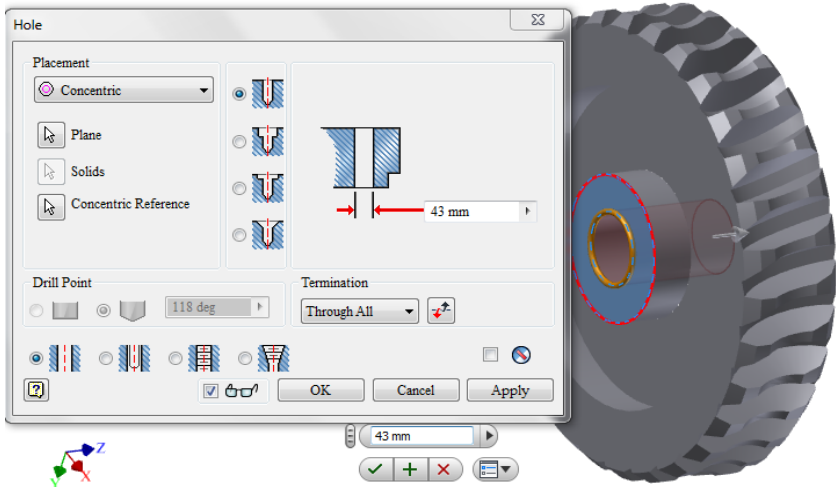 Hole
Placement
Concentric
Plane
Solids
Concentric Reference
43 mm
Drill Point
118 deg
Termination
Through All
OK
Cancel
Apply
43 mm
Z
Y
X